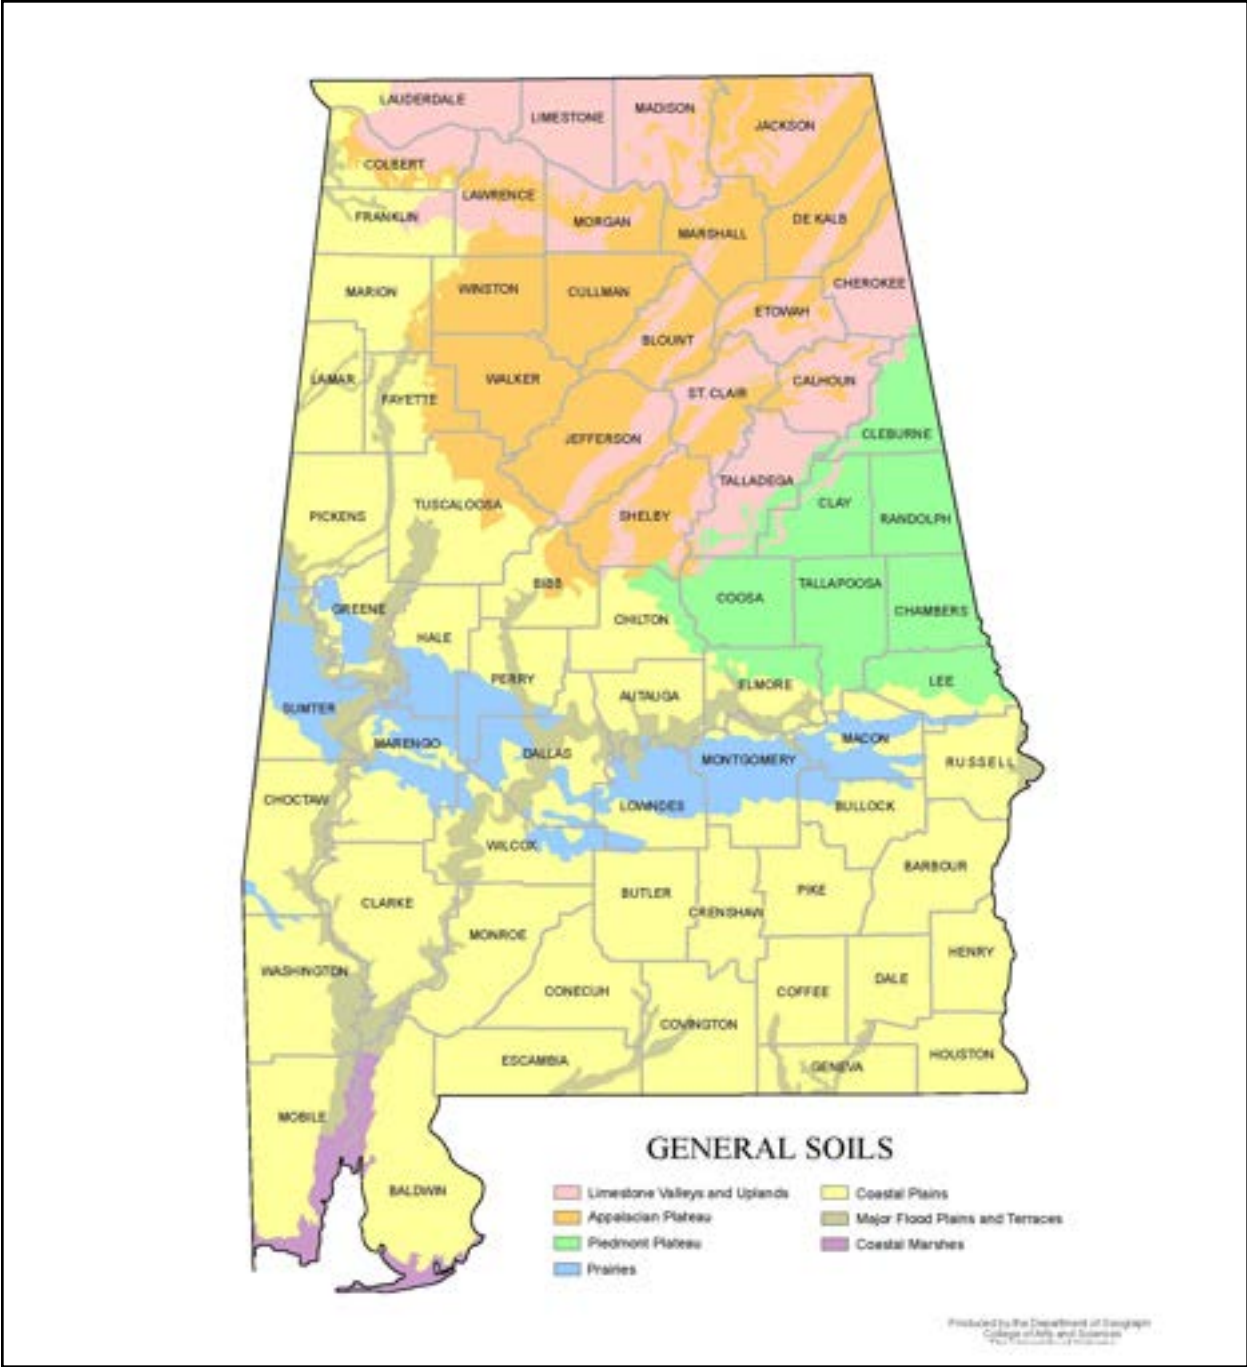 LAUDERDALE
LIMESTONE
MADISON
JACKSON
COLBERT
LAWRENCE
FRANKLIN
MORGAN
MARSHALL
DE KALB
MARION
WINSTON
CULLMAN
CHEROKEE
ETOWAH
BLOUNT
LAMAR
FAYETTE
WALKER
ST. CLAIR
CALHOUN
JEFFERSON
CLEBURNE
TALLADEGA
PICKENS
TUSCALOOSA
SHELBY
CLAY
RANDOLPH
BIBB
GREENE
HALE
CHILTON
COOSA
TALLAPOOSA
CHAMBERS
PERRY
AUTAUGA
ELMORE
LEE
SUMTER
MARENGO
DALLAS
MONTGOMERY
MACON
RUSSELL
CHOCTAW
LOWNDES
BULLOCK
WILCOX
CLARKE
BUTLER
CRENSHAW
PIKE
BARBOUR
MONROE
WASHINGTON
CONECUH
COFFEE
DALE
HENRY
COVINGTON
ESCAMBIA
GENEVA
HOUSTON
MOBILE
BALDWIN
GENERAL SOILS
Limestone Valleys and Uplands
Appalacian Plateau
Piedmont Plateau
Prairies
Coastal Plains
Major Flood Plains and Terraces
Coastal Marshes
Produced by the Department of Geograph
College of Arts and Sciences